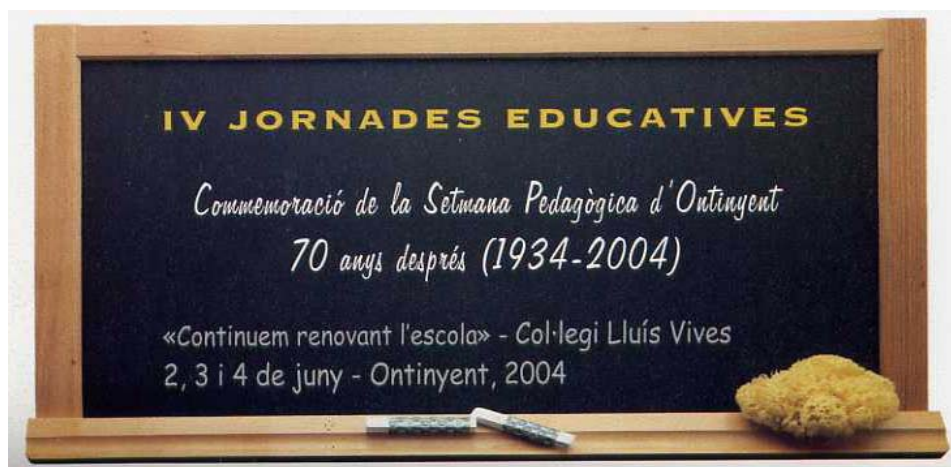 IV JORNADES EDUCATIVES
Commemoració de la Setmana Pedagògica d'Ontinyent
70 anys després (1934-2004)
«Continuem renovant l'escola» - Col·legi Lluís Vives
2, 3 i 4 de juny - Ontinyent, 2004